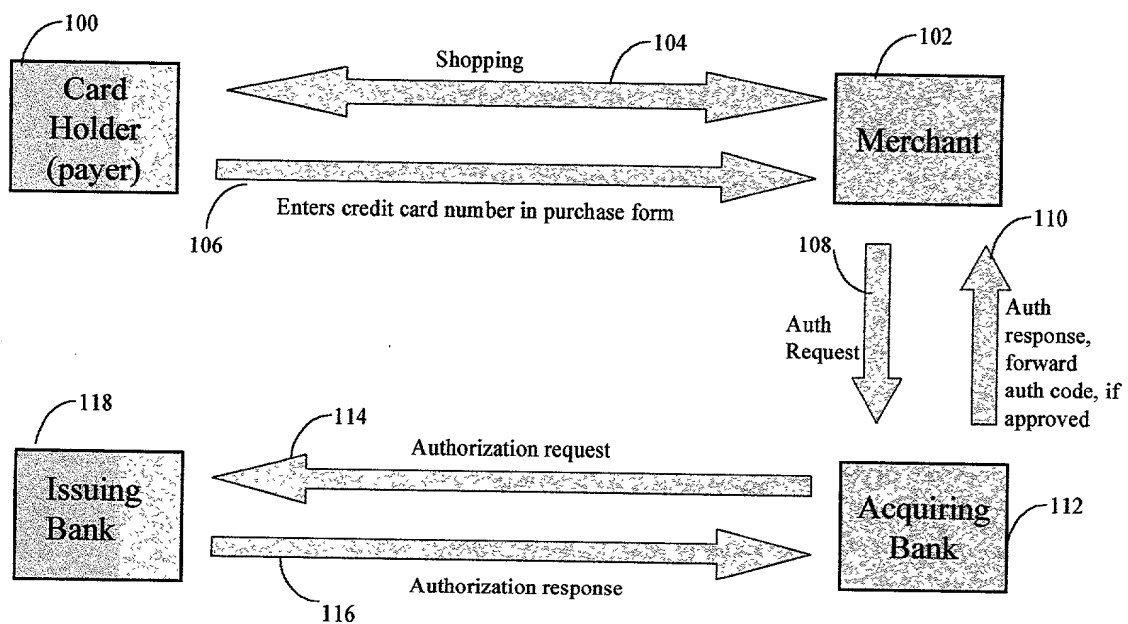 100
Card
Holder
(payer)
Shopping
104
102
Merchant
Enters credit card number in purchase form
106
108
110
Auth
Request
Auth
response,
forward
auth code, if
approved
118
Issuing
Bank
114
Authorization request
Authorization response
116
Acquiring
Bank
112